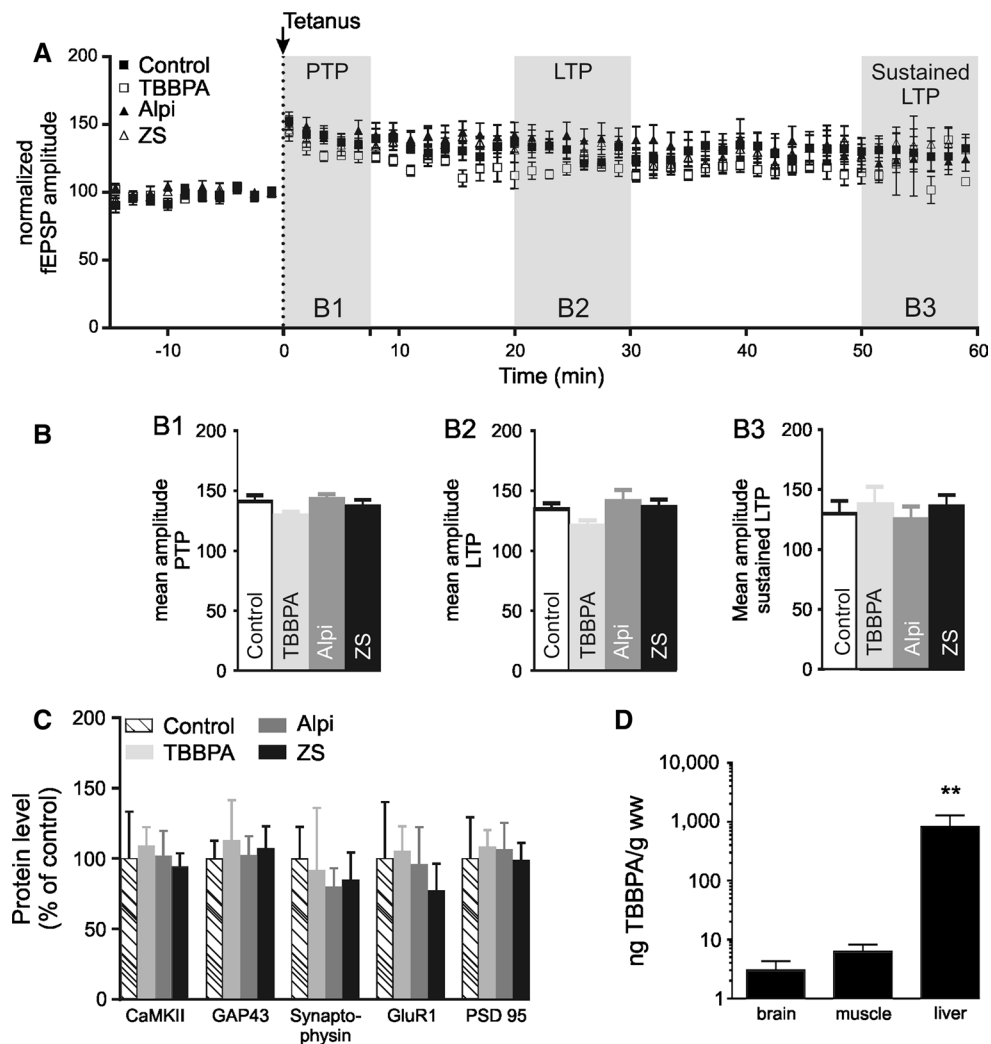 Tetanus
A
Control
TBBPA
Alpi
ZS
PTP
LTP
Sustained
LTP
200
150
100
50
0
normalized
fEPSP amplitude
B1
B2
B3
-10
0
10
20
30
40
50
60
Time (min)
B
B1
200
150
100
50
0
mean amplitude
PTP
Control
TBBPA
Alpi
ZS
B2
200
150
100
50
0
mean amplitude
LTP
Control
TBBPA
Alpi
ZS
B3
200
150
100
50
0
Mean amplitude
sustained LTP
Control
TBBPA
Alpi
ZS
C
200
150
100
50
0
Protein level
(% of control)
Control
TBBPA
Alpi
ZS
CaMKII
GAP43
Synapto-
physin
GluR1
PSD 95
D
10,000
1,000
100
10
1
ng TBBPA/g ww
**
brain
muscle
liver